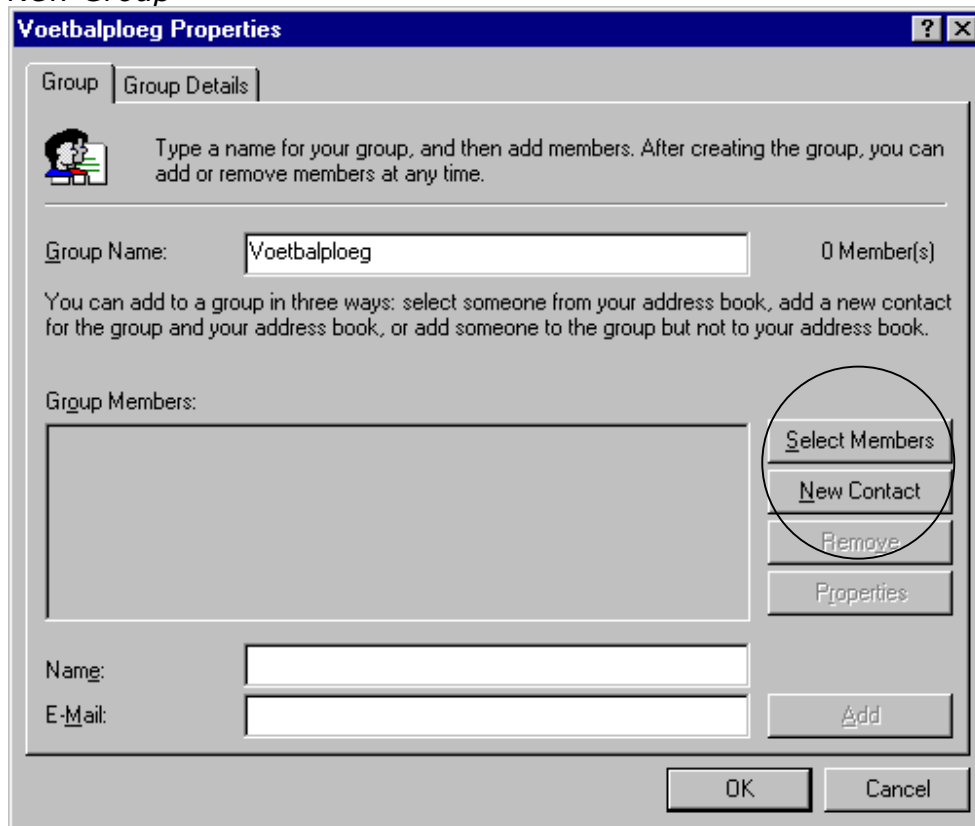 New Group
Voetbalploeg Properties
Group Group Details
Type a name for your group, and then add members. After creating the group, you can
add or remove members at any time.
Group Name: Voetbalploeg 0 Member(s)
You can add to a group in three ways: select someone from your address book, add a new contact
for the group and your address book, or add someone to the group but not to your address book.
Group Members:
Select Members
New Contact
Remove
Properties
Name:
E-Mail: Add
OK Cancel